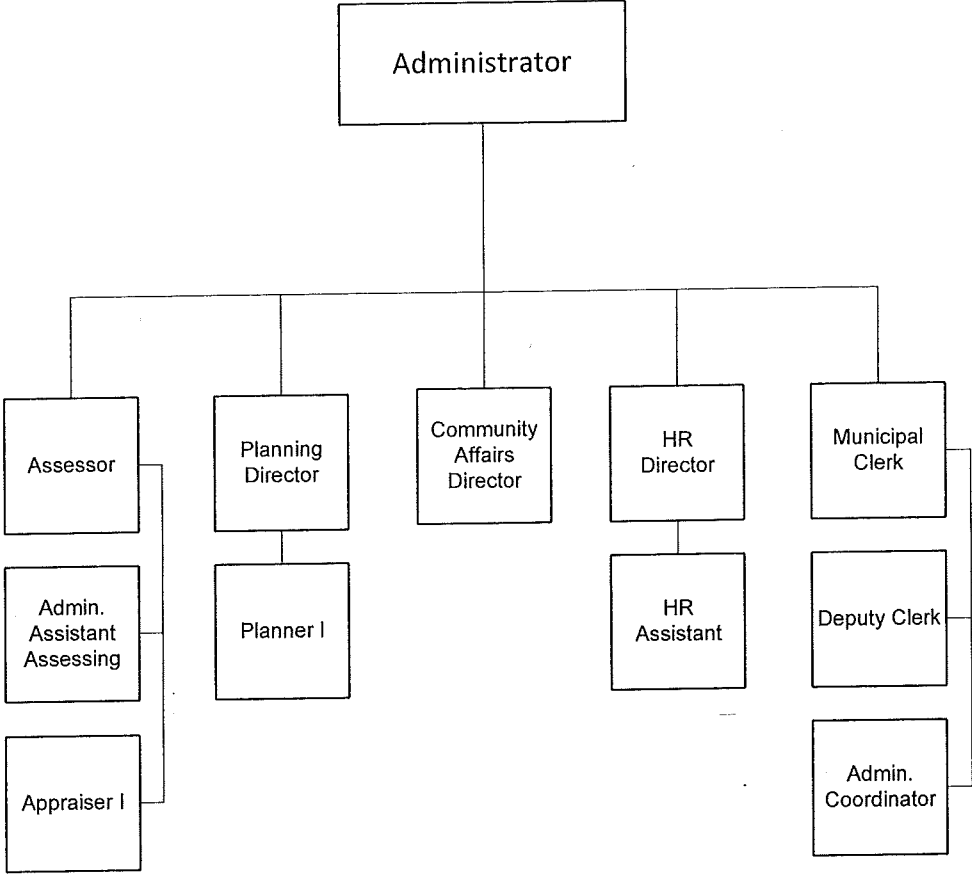 Administrator
Assessor
Planning
Director
Community
Affairs
Director
HR
Director
Municipal
Clerk
Admin.
Assistant
Assessing
Planner I
HR
Assistant
Deputy Clerk
Appraiser I
Admin.
Coordinator